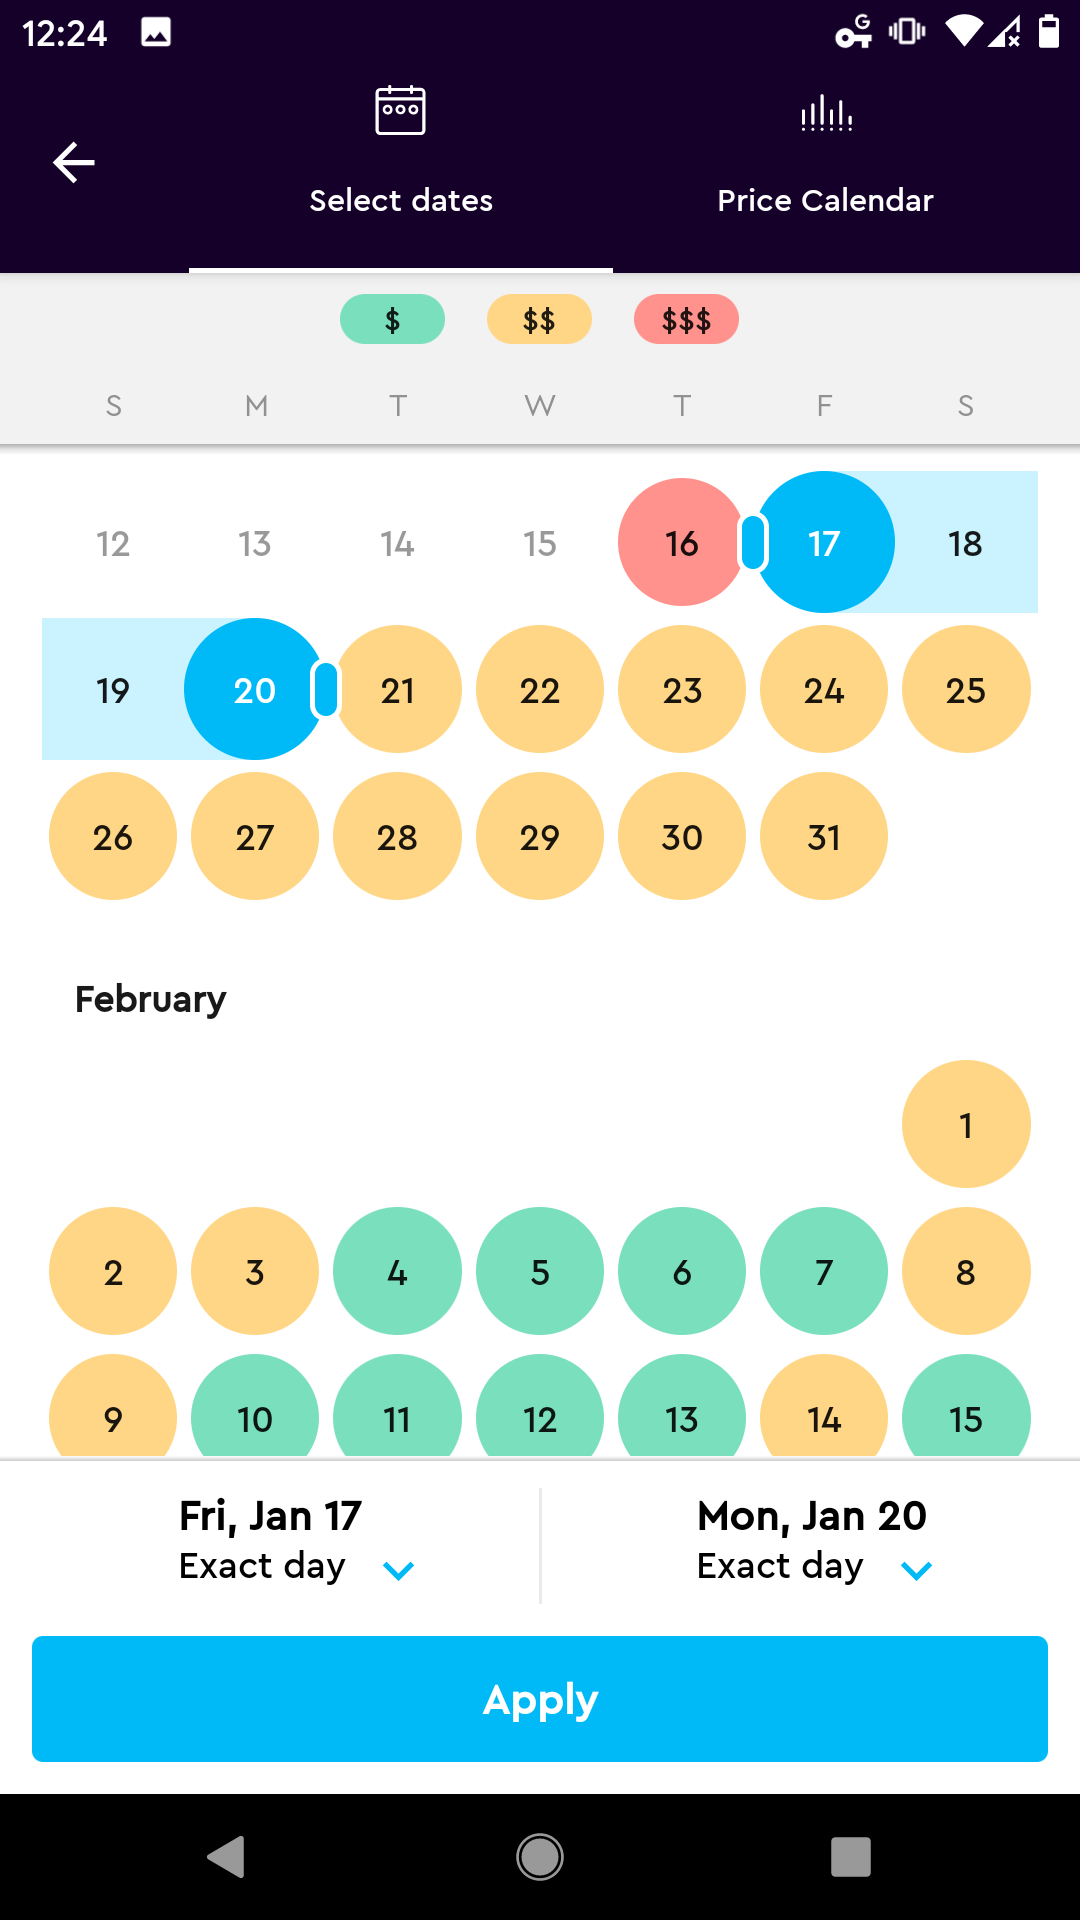 12:24
G
Select dates
Price Calendar
$ $$ $$$
S M T W T F S
12 13 14 15 16 17 18
19 20 21 22 23 24 25
26 27 28 29 30 31
February
1
2 3 4 5 6 7 8
9 10 11 12 13 14 15
Fri, Jan 17
Exact day
Mon, Jan 20
Exact day
Apply